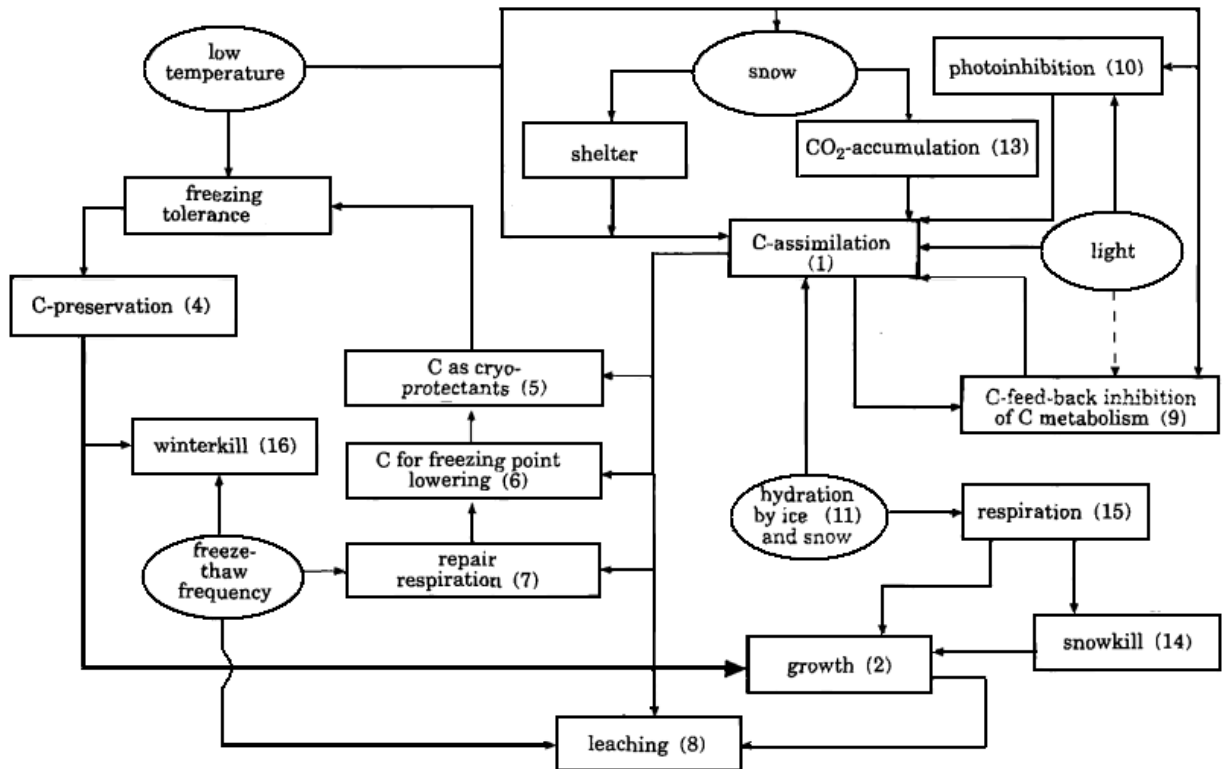 low
temperature
snow
photoinhibition (10)
shelter
CO₂-accumulation (13)
freezing
tolerance
C-assimilation
(1)
light
C-preservation (4)
C as cryo-
protectants (5)
C-feed-back inhibition
of C metabolism (9)
winterkill (16)
C for freezing point
lowering (6)
hydration
by ice (11)
and snow
respiration (15)
freeze-
thaw
frequency
repair
respiration (7)
growth (2)
snowkill (14)
leaching (8)